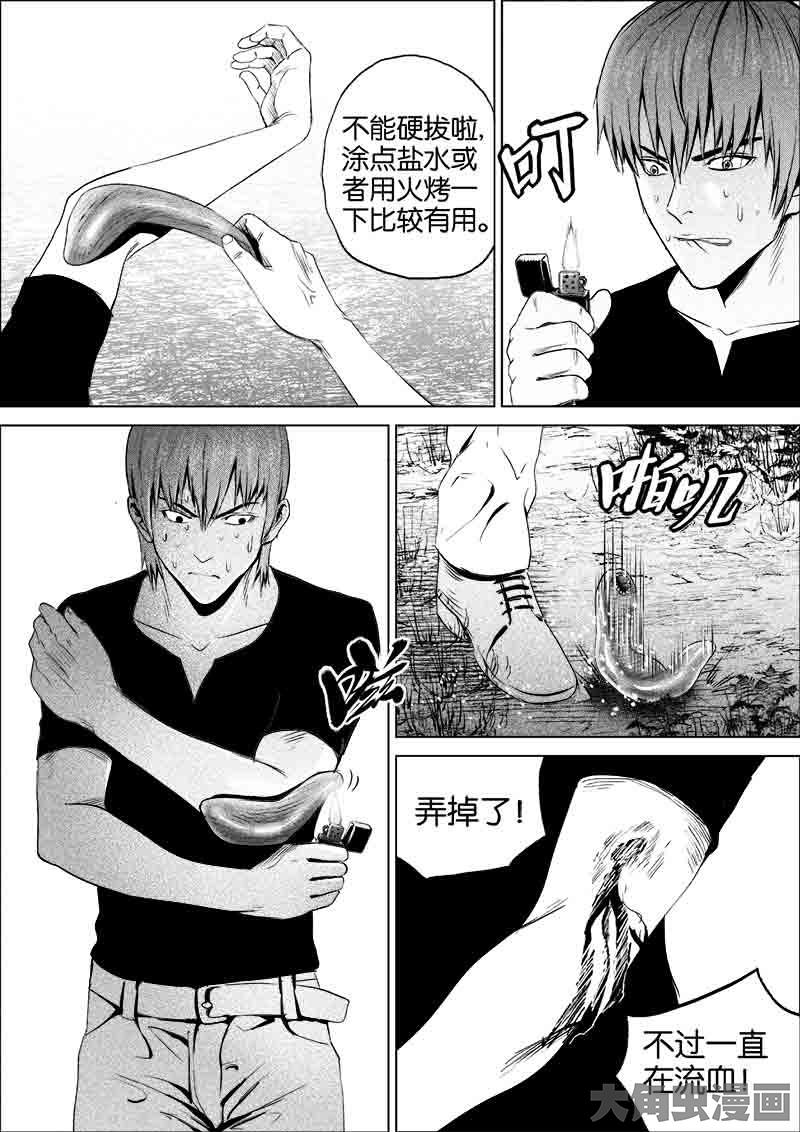 不能硬拔啦，
涂点盐水或
者用火烤一
下比较有用。
叮
滋
啪叽
弄掉了！
不过一直
在流血！
大角虫漫画